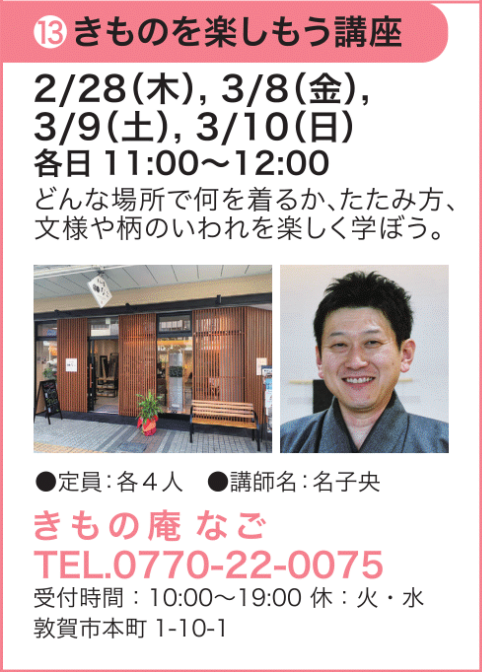 ⑬きものを楽しもう講座
2/28(木), 3/8(金),
3/9(土), 3/10(日)
各日 11:00〜12:00
どんな場所で何を着るか、たたみ方、
文様や柄のいわれを楽しく学ぼう。
●定員：各４人　●講師名：名子央
きもの庵 なご
TEL.0770-22-0075
受付時間：10:00〜19:00 休：火・水
敦賀市本町 1-10-1